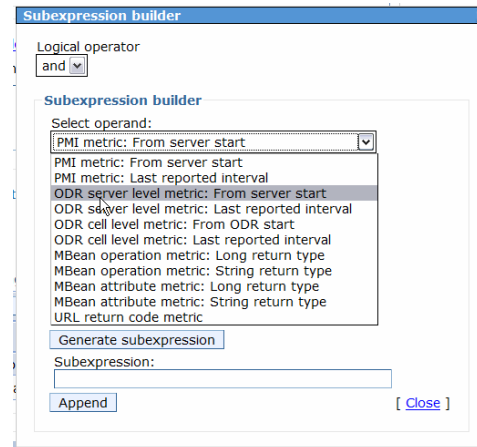 Subexpression builder
Logical operator
and
Subexpression builder
Select operand:
PMI metric: From server start
PMI metric: From server start
PMI metric: Last reported interval
ODR server level metric: From server start
ODR server level metric: Last reported interval
ODR cell level metric: From ODR start
ODR cell level metric: Last reported interval
MBean operation metric: Long return type
MBean operation metric: String return type
MBean attribute metric: Long return type
MBean attribute metric: String return type
URL return code metric
Generate subexpression
Subexpression:
Append [ Close ]